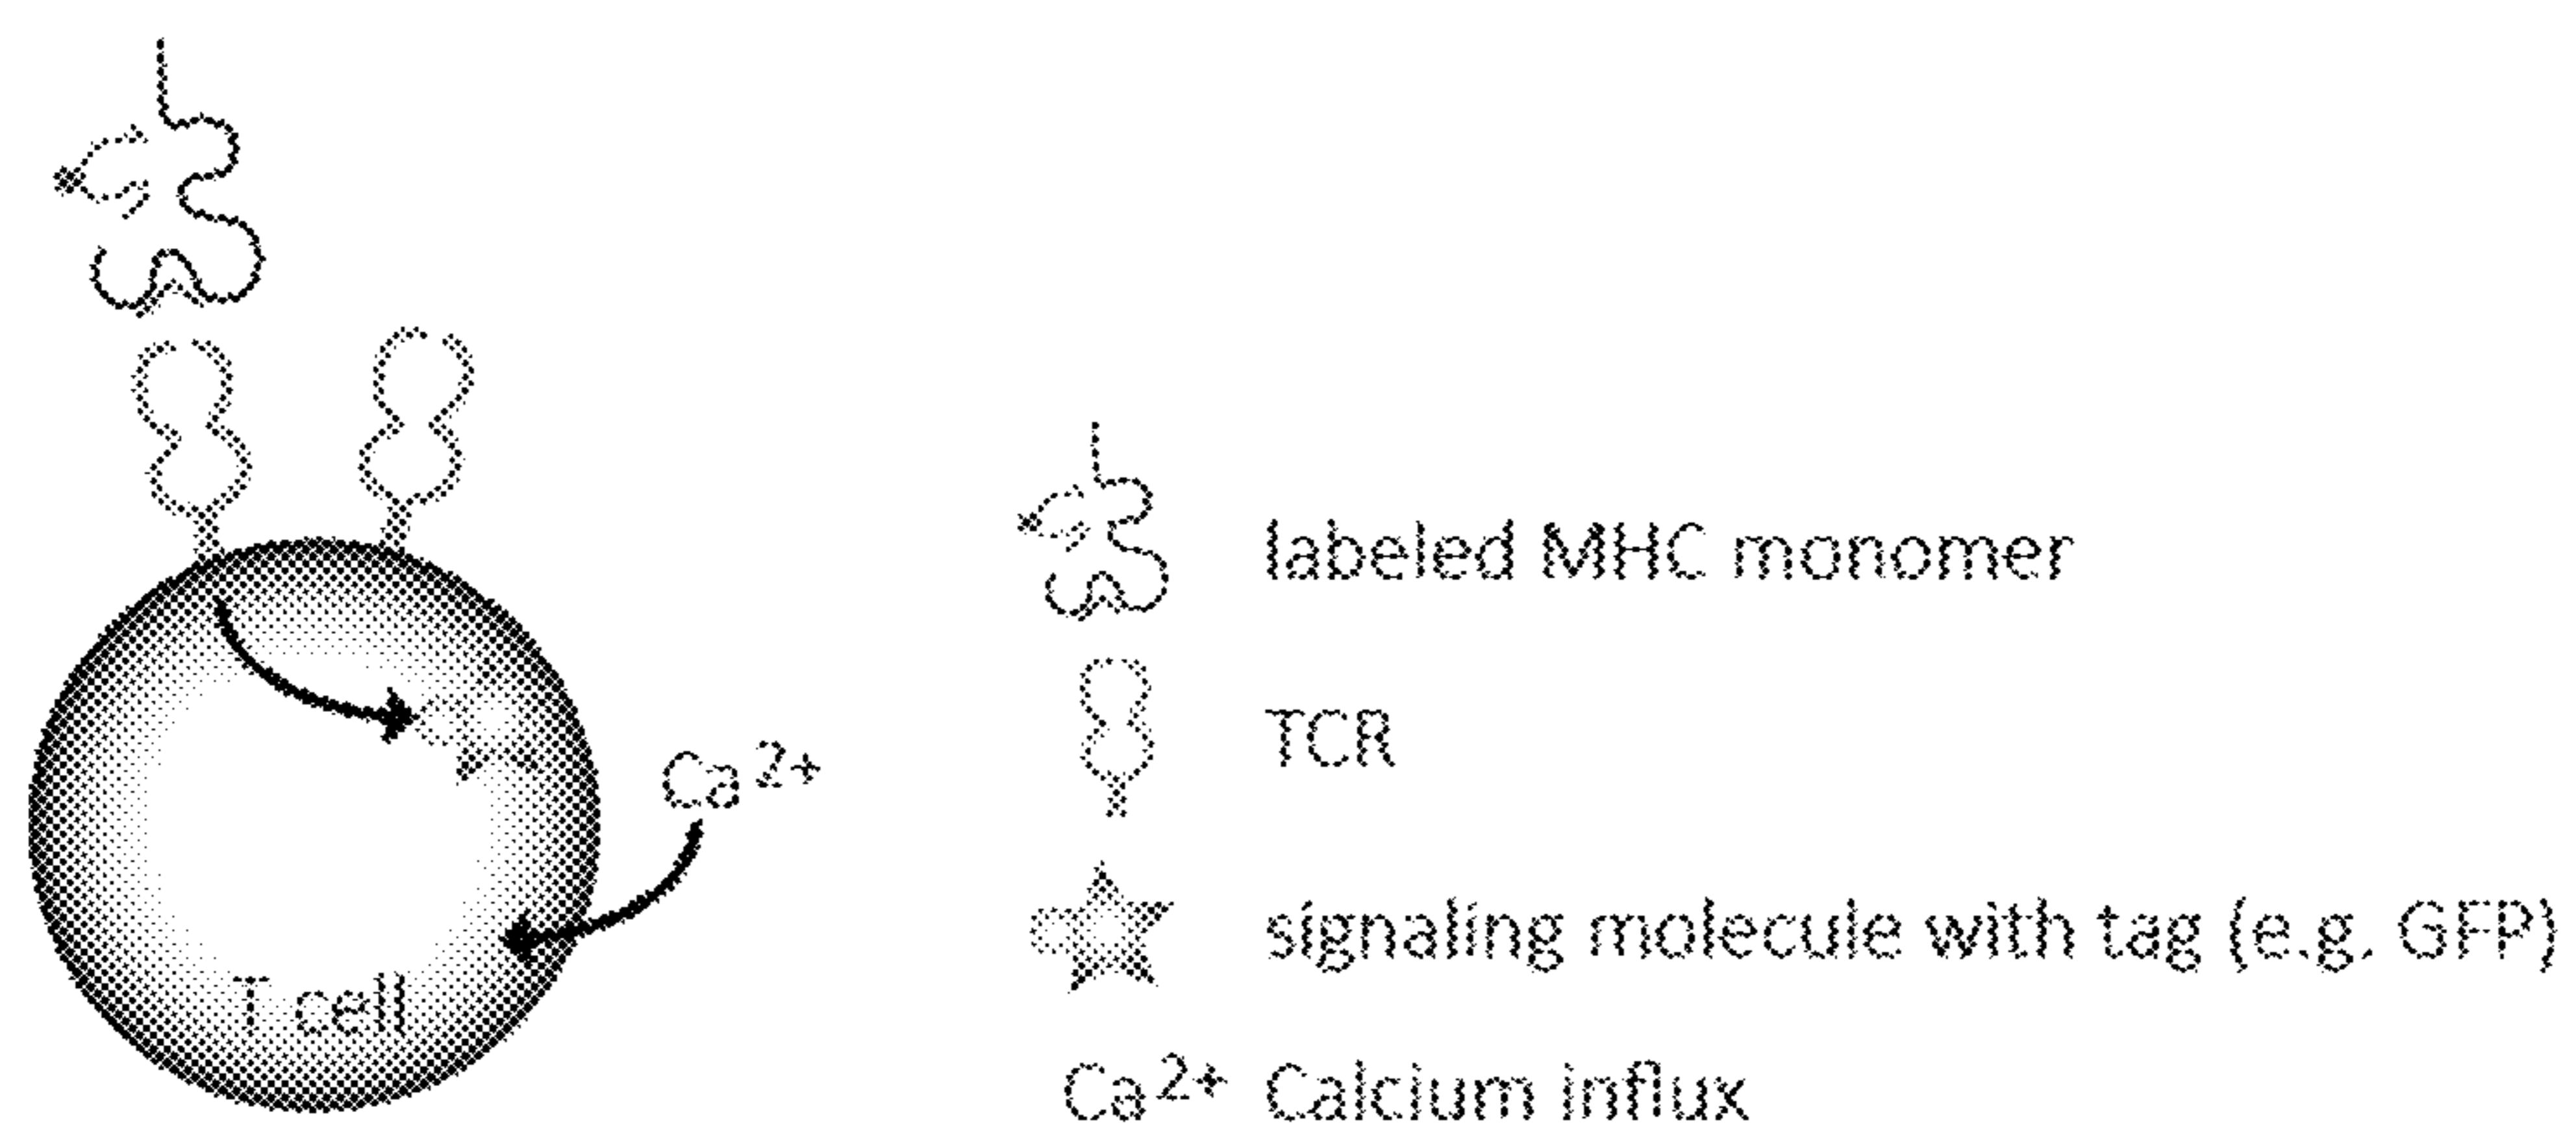 labeled MHC monomer
TCR
Ca2+
signaling molecule with tag (e.g. GFP)
T cell
Ca2+ Calcium influx